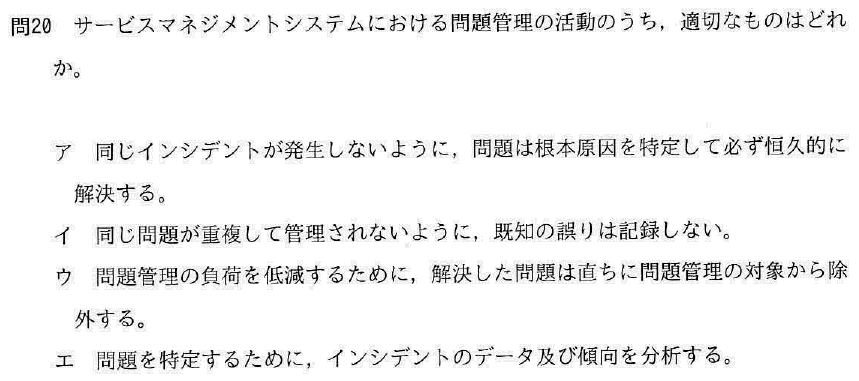 問20 サービスマネジメントシステムにおける問題管理の活動のうち，適切なものはどれ
か。
ア 同じインシデントが発生しないように，問題は根本原因を特定して必ず恒久的に
解決する。
イ 同じ問題が重複して管理されないように，既知の誤りは記録しない。
ウ 問題管理の負荷を低減するために，解決した問題は直ちに問題管理の対象から除
外する。
エ 問題を特定するために，インシデントのデータ及び傾向を分析する。